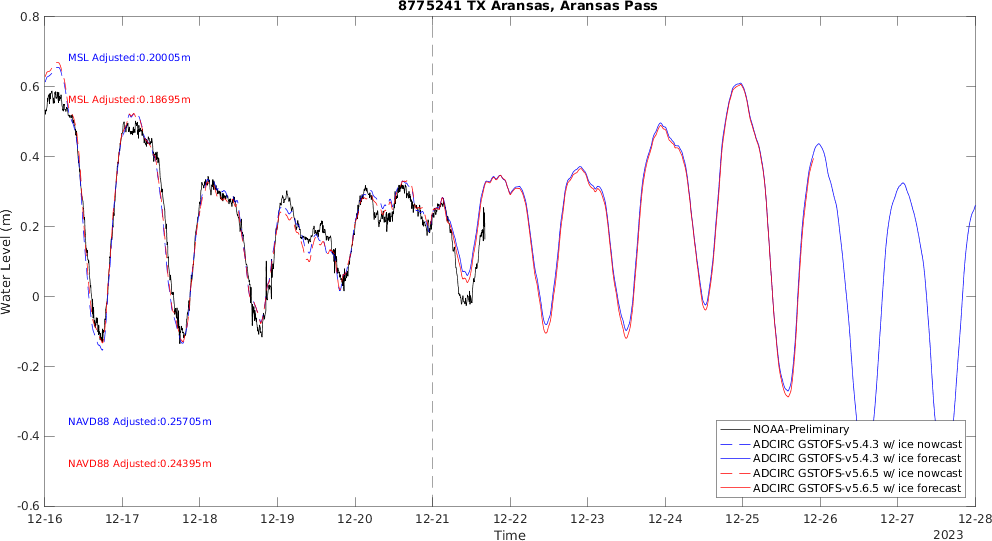 8775241 TX Aransas, Aransas Pass
0.8
0.6
0.4
0.2
0
-0.2
-0.4
-0.6
Water Level (m)
MSL Adjusted:0.20005m
MSL Adjusted:0.18695m
NAVD88 Adjusted:0.25705m
NAVD88 Adjusted:0.24395m
NOAA-Preliminary
ADCIRC GSTOFS-v5.4.3 w/ ice nowcast
ADCIRC GSTOFS-v5.4.3 w/ ice forecast
ADCIRC GSTOFS-v5.6.5 w/ ice nowcast
ADCIRC GSTOFS-v5.6.5 w/ ice forecast
12-16 12-17 12-18 12-19 12-20 12-21 12-22 12-23 12-24 12-25 12-26 12-27 12-28
Time
2023